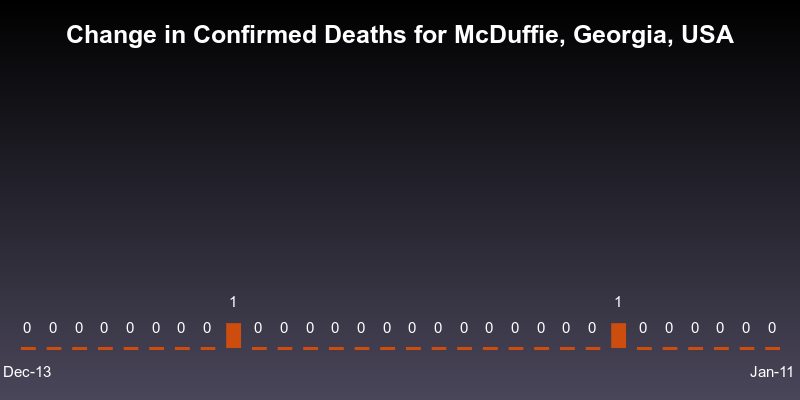 Change in Confirmed Deaths for McDuffie, Georgia, USA
1 1
0 0 0 0 0 0 0 0 0 0 0 0 0 0 0 0 0 0 0 0 0 0 0 0 0 0 0 0
Dec-13 Jan-11